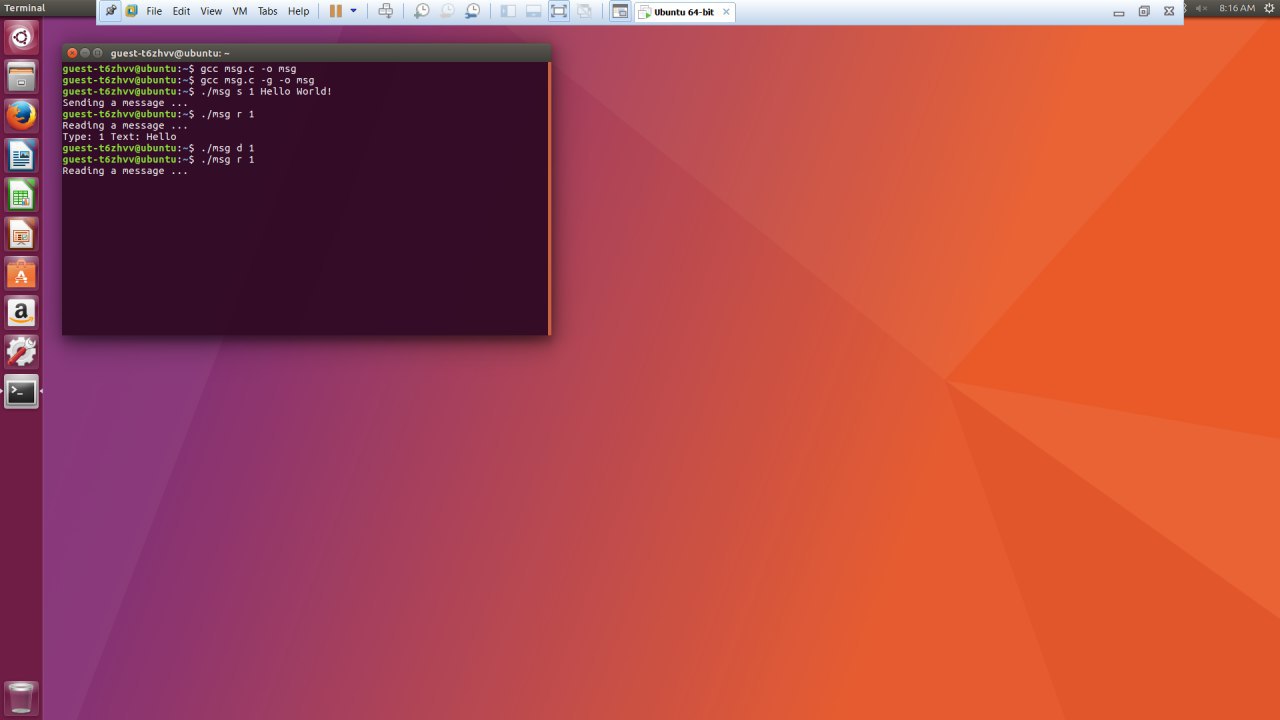 Terminal
File Edit View VM Tabs Help
Ubuntu 64-bit
8:16 AM
guest-t6zhvv@ubuntu: ~
guest-t6zhvv@ubuntu:~$ gcc msg.c -o msg
guest-t6zhvv@ubuntu:~$ gcc msg.c -g -o msg
guest-t6zhvv@ubuntu:~$ ./msg s 1 Hello World!
Sending a message ...
guest-t6zhvv@ubuntu:~$ ./msg r 1
Reading a message ...
Type: 1 Text: Hello
guest-t6zhvv@ubuntu:~$ ./msg d 1
guest-t6zhvv@ubuntu:~$ ./msg r 1
Reading a message ...